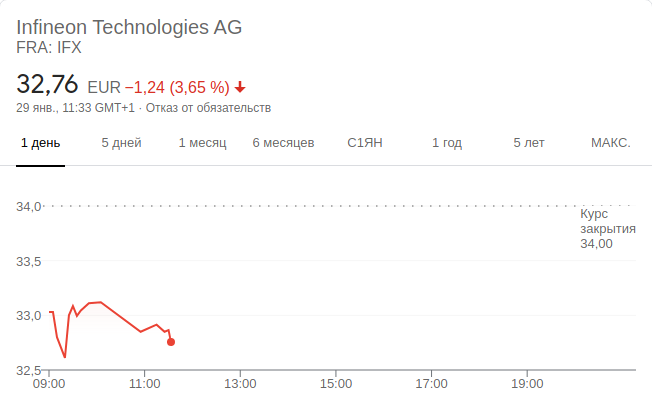 Infineon Technologies AG
FRA: IFX
32,76 EUR −1,24 (3,65 %)
29 янв., 11:33 GMT+1 · Отказ от обязательств
1 день 5 дней 1 месяц 6 месяцев С1ЯН 1 год 5 лет МАКС.
34,0
Курс
закрытия
34,00
33,5
33,0
32,5
09:00 11:00 13:00 15:00 17:00 19:00